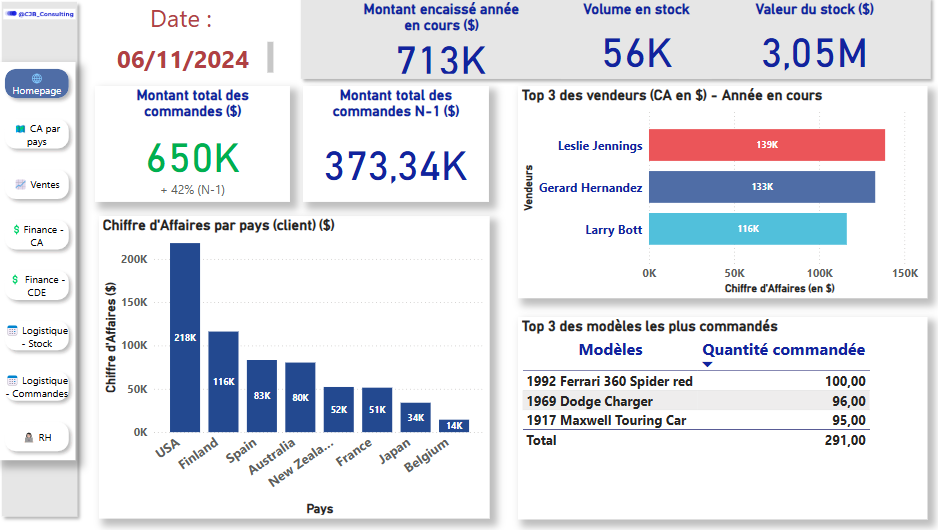 @C3B_Consulting
Homepage
CA par
pays
Ventes
Finance -
CA
Finance -
CDE
Logistique
- Stock
Logistique
- Commandes
RH
Date :
06/11/2024
Montant encaissé année
en cours ($)
713K
Volume en stock
56K
Valeur du stock ($)
3,05M
Montant total des
commandes ($)
650K
+ 42% (N-1)
Montant total des
commandes N-1 ($)
373,34K
Top 3 des vendeurs (CA en $) - Année en cours
Vendeurs
Leslie Jennings
139K
Gerard Hernandez
133K
Larry Bott
116K
0K 50K 100K 150K
Chiffre d'Affaires (en $)
Chiffre d'Affaires par pays (client) ($)
Chiffre d'Affaires ($)
200K
150K
100K
50K
0K
218K
116K
83K
80K
52K
51K
34K
14K
USA
Finland
Spain
Australia
New Zeala...
France
Japan
Belgium
Pays
Top 3 des modèles les plus commandés
Modèles Quantité commandée
1992 Ferrari 360 Spider red 100,00
1969 Dodge Charger 96,00
1917 Maxwell Touring Car 95,00
Total 291,00